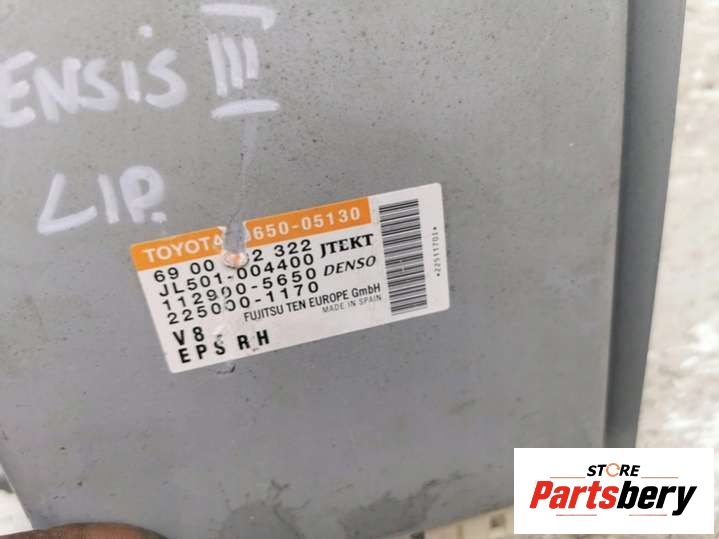 ENSIS III
LIP.
TOYOTA 650-05130
69 00 2 322 JTEKT
JL501-004400
112900-5650 DENSO
225000-1170
FUJITSU TEN EUROPE GmbH
MADE IN SPAIN
V8
EPS RH
*22511701*
STORE
Partsbery